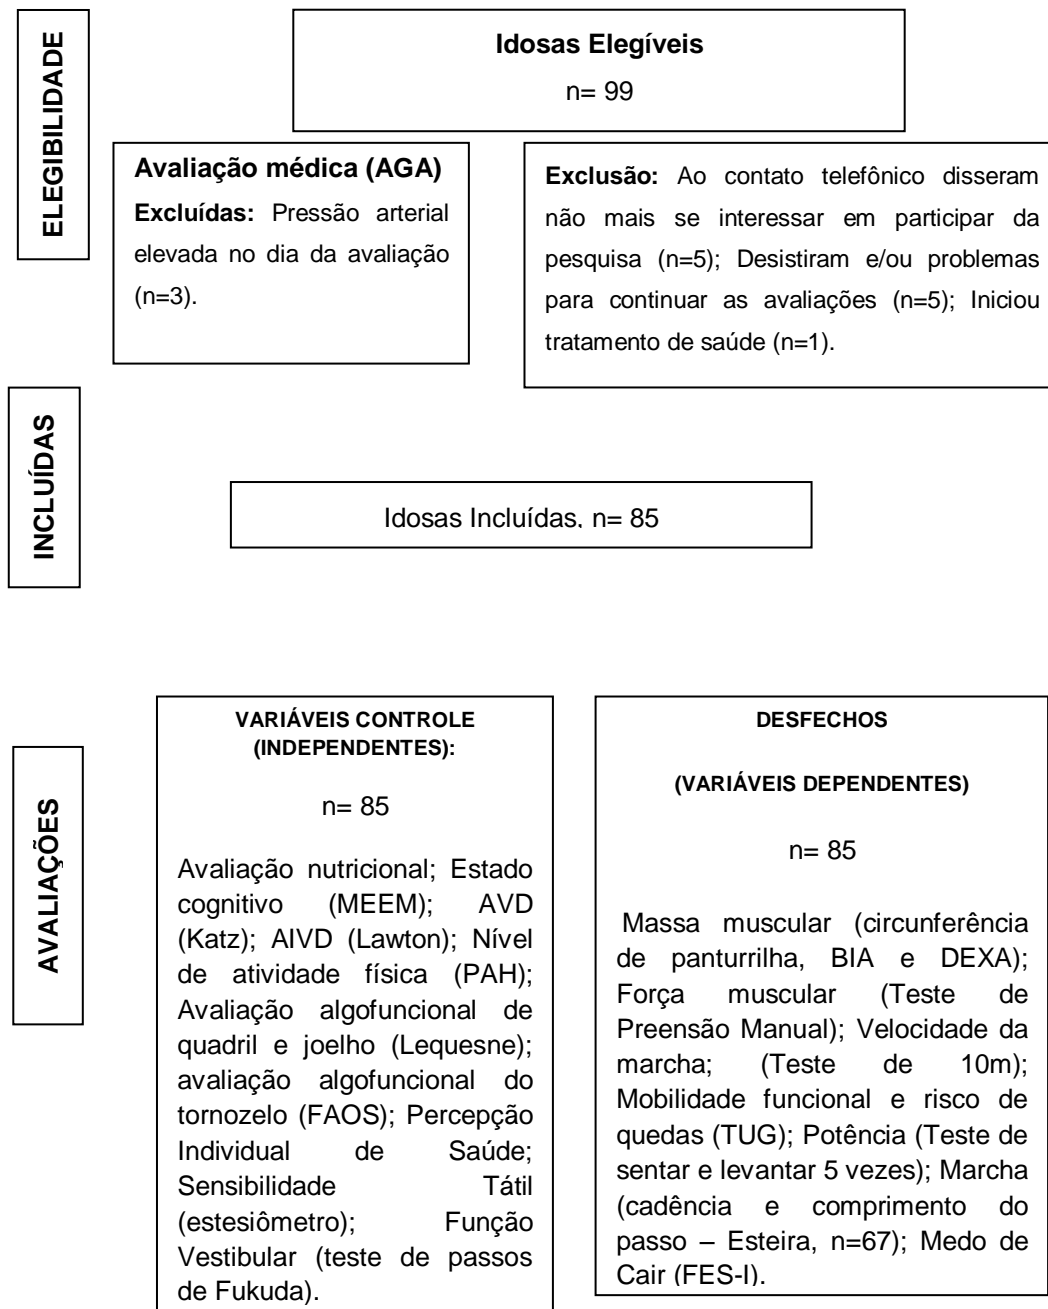 ELEGIBILIDADE
Idosas Elegíveis
n= 99
Avaliação médica (AGA)
Excluídas: Pressão arterial
elevada no dia da avaliação
(n=3).
Exclusão: Ao contato telefônico disseram
não mais se interessar em participar da
pesquisa (n=5); Desistiram e/ou problemas
para continuar as avaliações (n=5); Iniciou
tratamento de saúde (n=1).
INCLUÍDAS
Idosas Incluídas, n= 85
AVALIAÇÕES
VARIÁVEIS CONTROLE
(INDEPENDENTES):
n= 85
Avaliação nutricional; Estado
cognitivo (MEEM); AVD
(Katz); AIVD (Lawton); Nível
de atividade física (PAH);
Avaliação algofuncional de
quadril e joelho (Lequesne);
avaliação algofuncional do
tornozelo (FAOS); Percepção
Individual de Saúde;
Sensibilidade Tátil
(estesiômetro); Função
Vestibular (teste de passos
de Fukuda).
DESFECHOS
(VARIÁVEIS DEPENDENTES)
n= 85
Massa muscular (circunferência
de panturrilha, BIA e DEXA);
Força muscular (Teste de
Preensão Manual); Velocidade da
marcha; (Teste de 10m);
Mobilidade funcional e risco de
quedas (TUG); Potência (Teste de
sentar e levantar 5 vezes); Marcha
(cadência e comprimento do
passo – Esteira, n=67); Medo de
Cair (FES-I).